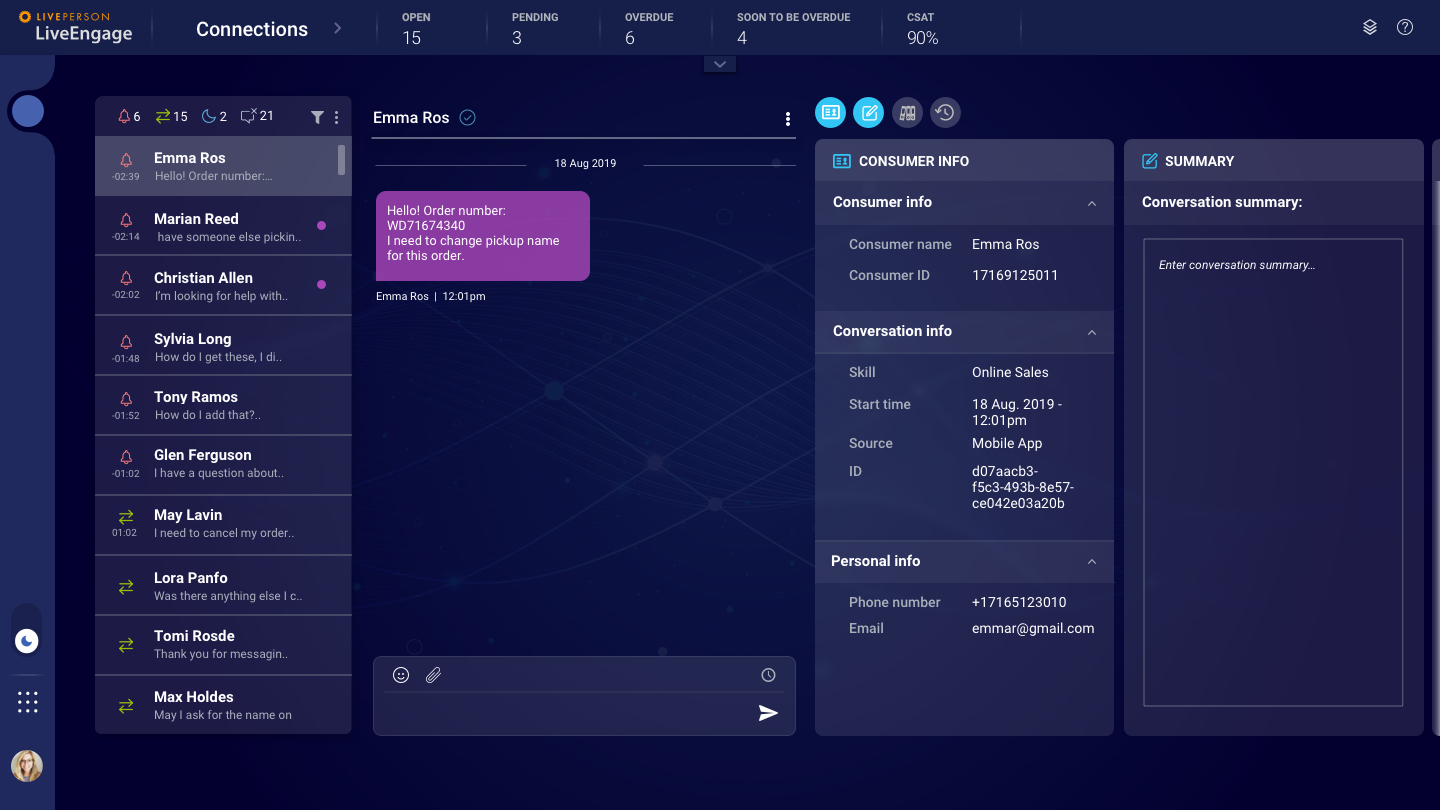 LIVEPERSON
LiveEngage
Connections
OPEN
15
PENDING
3
OVERDUE
6
SOON TO BE OVERDUE
4
CSAT
90%
6 15 2 21
Emma Ros
-02:39
Hello! Order number:...
Marian Reed
-02:14
have someone else pickin..
Christian Allen
-02:02
I'm looking for help with..
Sylvia Long
-01:48
How do I get these, I di..
Tony Ramos
-01:52
How do I add that?..
Glen Ferguson
-01:02
I have a question about..
May Lavin
01:02
I need to cancel my order..
Lora Panfo
Was there anything else I c..
Tomi Rosde
Thank you for messagin..
Max Holdes
May I ask for the name on
Emma Ros
18 Aug 2019
Hello! Order number:
WD71674340
I need to change pickup name
for this order.
Emma Ros | 12:01pm
CONSUMER INFO
Consumer info
Consumer name Emma Ros
Consumer ID 17169125011
Conversation info
Skill Online Sales
Start time 18 Aug. 2019 -
12:01pm
Source Mobile App
ID d07aacb3-
f5c3-493b-8e57-
ce042e03a20b
Personal info
Phone number +17165123010
Email emmar@gmail.com
SUMMARY
Conversation summary:
Enter conversation summary...